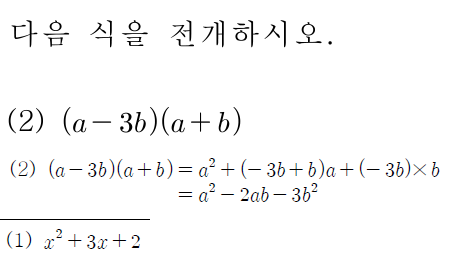 다음 식을 전개하시오.
(2) (a－3b)(a＋b)
(2) (a－3b)(a＋b)＝a²＋(－3b＋b)a＋(－3b)×b
＝a²－2ab－3b²
(1) x²＋3x＋2